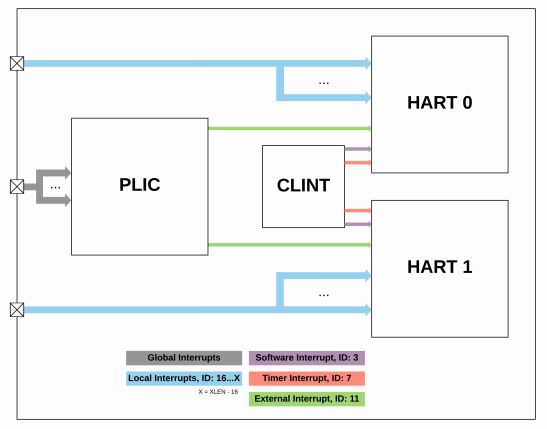 ...
HART 0
PLIC
...
CLINT
HART 1
...
Global Interrupts
Software Interrupt, ID: 3
Local Interrupts, ID: 16...X
Timer Interrupt, ID: 7
X = XLEN - 16
External Interrupt, ID: 11